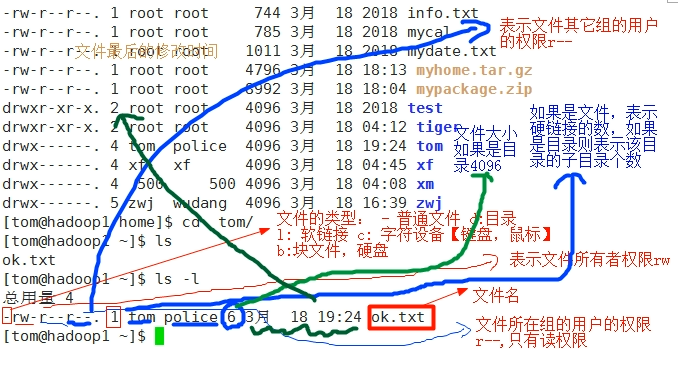 -rw-r--r--. 1 root root 744 3月 18 2018 info.txt
-rw-r--r--. 1 root root 785 3月 18 2018 mycal
表示文件其它组的用户
的权限r--
文件最后的修改时间
-rw-r--r--. 1 root root 1011 3月 18 2018 mydate.txt
-rw-r--r--. 1 root root 4796 3月 18 18:13 myhome.tar.gz
-rw-r--r--. 1 root root 8992 3月 18 18:04 mypackage.zip
drwxr-xr-x. 2 root root 4096 3月 18 2018 test
drwxr-xr-x. 2 root root 4096 3月 18 04:12 tiger
drwx------. 4 tom police 4096 3月 18 19:24 tom
drwx------. 4 xf xf 4096 3月 18 04:45 xf
drwx------. 4 500 500 4096 3月 18 04:08 xm
drwx------. 5 zwj wudang 4096 3月 18 16:39 zwj
文件大小
如果是目
录4096
如果是文件，表示
硬链接的数，如果
是目录则表示该目
录的子目录个数
[tom@hadoop1 home]$ cd tom/
[tom@hadoop1 ~]$ ls
ok.txt
[tom@hadoop1 ~]$ ls -l
文件的类型： - 普通文件 d:目录
l: 软链接 c: 字符设备【键盘，鼠标】
b:块文件，硬盘
表示文件所有者权限rw
总用量 4
文件名
-rw-r--r--. 1 tom police 6 3月 18 19:24 ok.txt
[tom@hadoop1 ~]$
文件所在组的用户的权限
r--,只有读权限